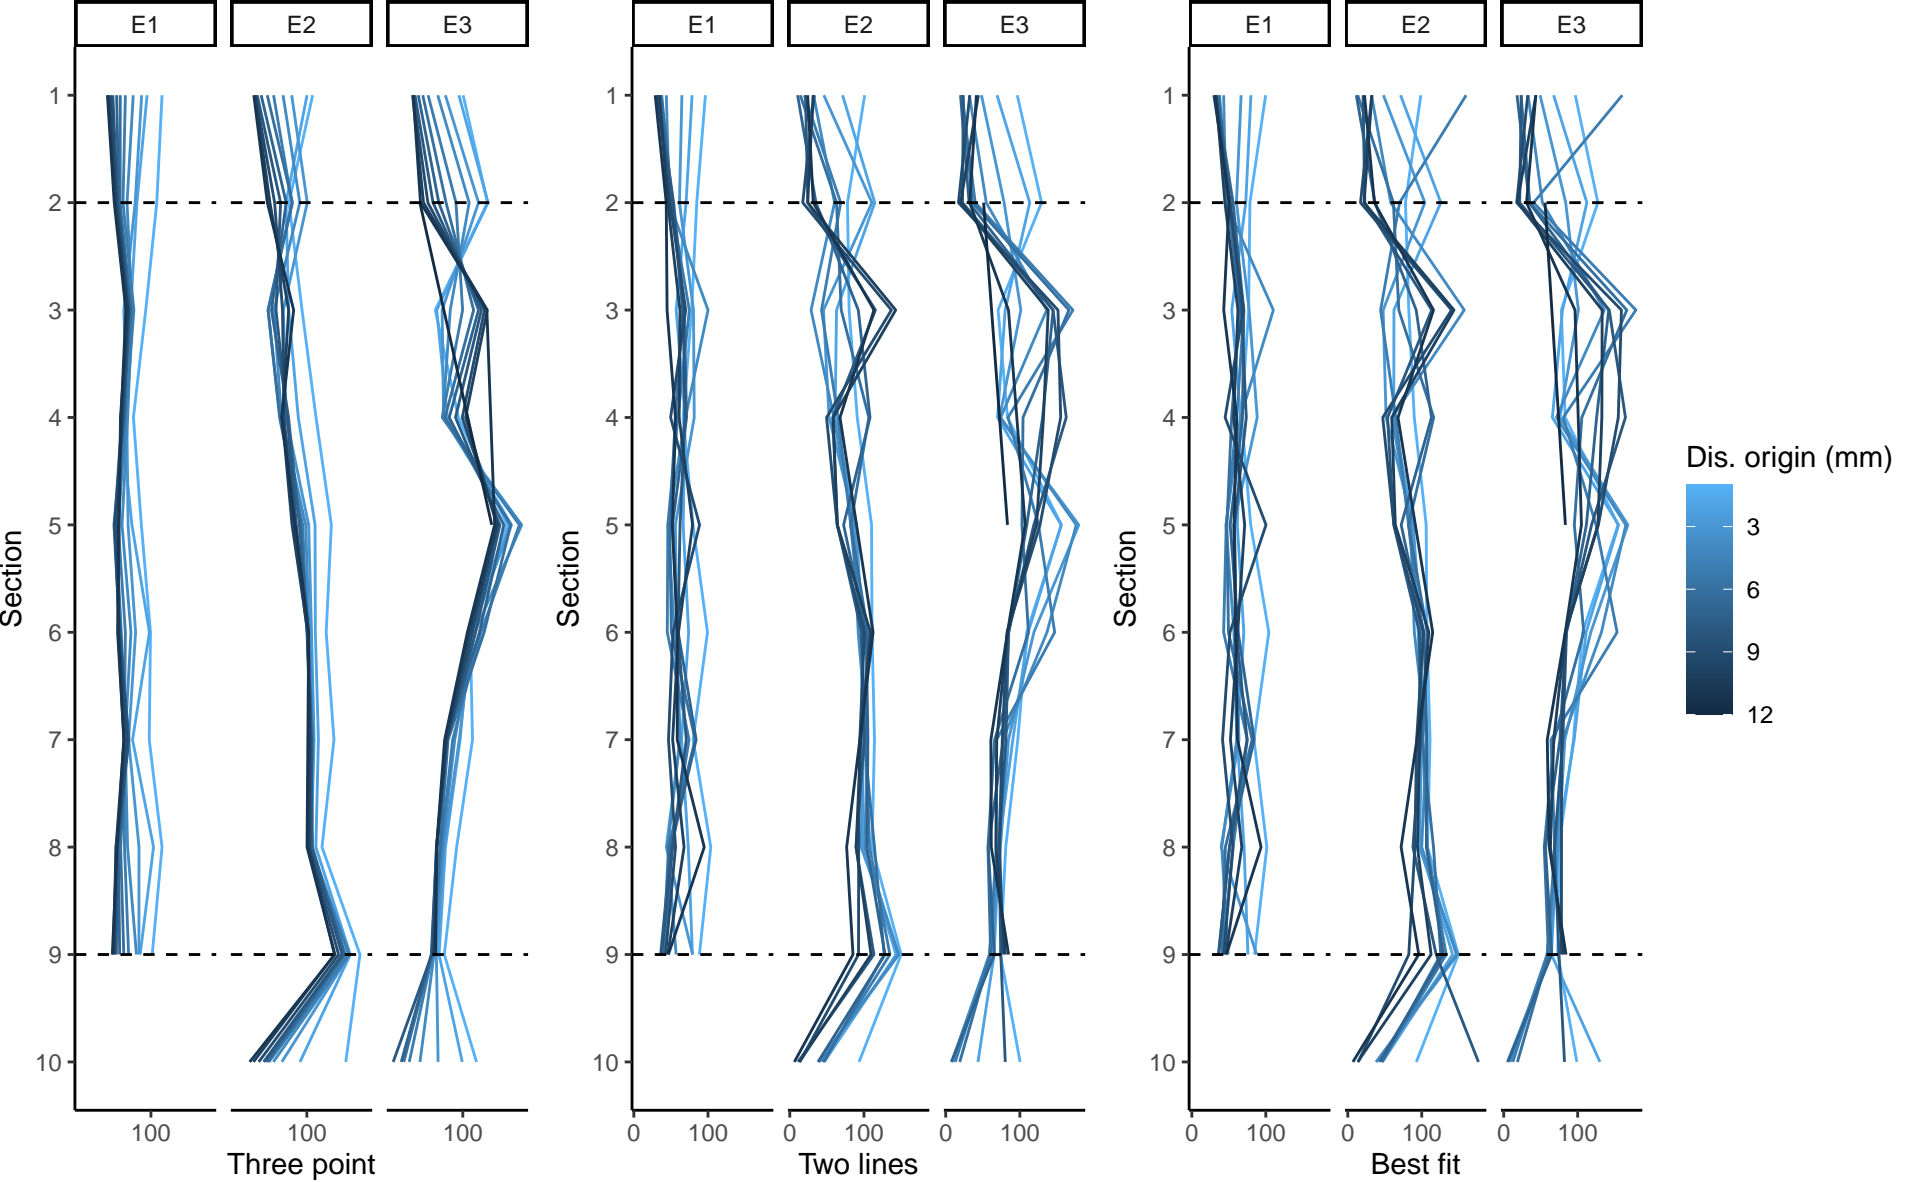 E1 E2 E3 E1 E2 E3 E1 E2 E3
1 1 1
2 2 2
3 3 3
4 4 4
Dis. origin (mm)
5 5 5
3
6 6 6
6
9
7 7 7
12
8 8 8
9 9 9
10 10 10
Section Section Section
100 100 100 0 100 0 100 0 100 0 100 0 100 0 100
Three point Two lines Best fit